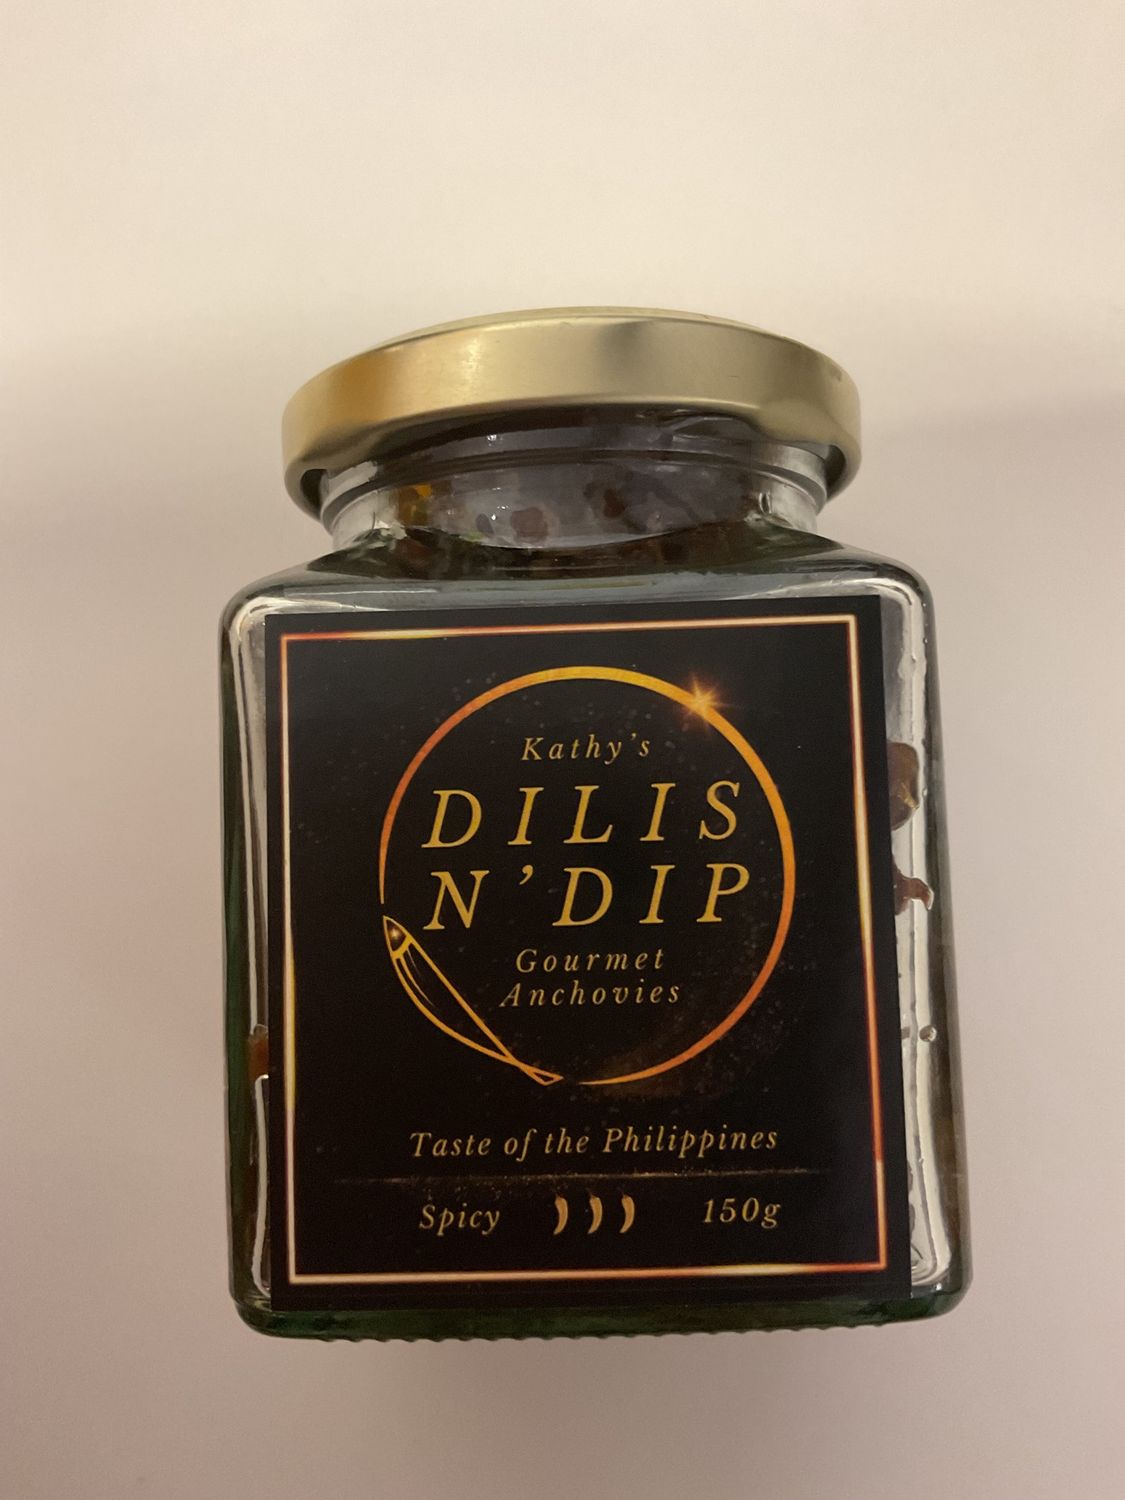 Kathy's
DILIS
N'DIP
Gourmet
Anchovies
Taste of the Philippines
Spicy 150g